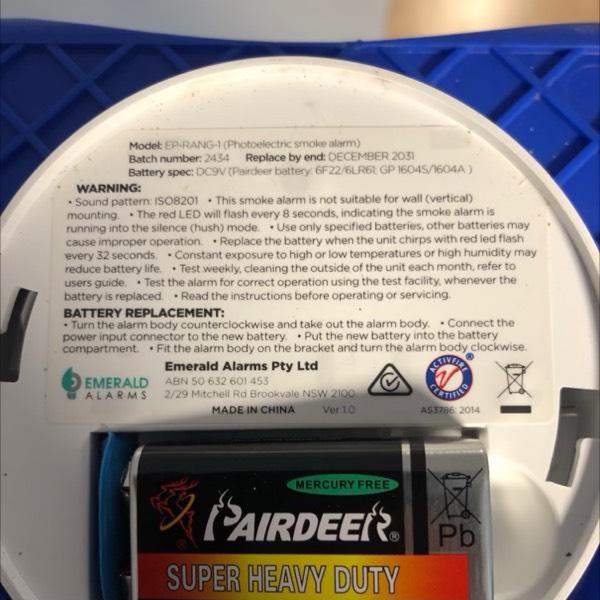 Model: EP-RANG-1 (Photoelectric smoke alarm)
Batch number: 2434 Replace by end: DECEMBER 2031
Battery spec: DC9V (Pairdeer battery: 6F22/6LR61; GP 1604S/1604A )
WARNING:
• Sound pattern: ISO8201 • This smoke alarm is not suitable for wall (vertical)
mounting. • The red LED will flash every 8 seconds, indicating the smoke alarm is
running into the silence (hush) mode. • Use only specified batteries, other batteries may
cause improper operation. • Replace the battery when the unit chirps with red led flash
every 32 seconds. • Constant exposure to high or low temperatures or high humidity may
reduce battery life. • Test weekly, cleaning the outside of the unit each month, refer to
users guide. • Test the alarm for correct operation using the test facility, whenever the
battery is replaced. • Read the instructions before operating or servicing.
BATTERY REPLACEMENT:
• Turn the alarm body counterclockwise and take out the alarm body. • Connect the
power input connector to the new battery. • Put the new battery into the battery
compartment. • Fit the alarm body on the bracket and turn the alarm body clockwise.
EMERALD
ALARMS
Emerald Alarms Pty Ltd
ABN 50 632 601 453
2/29 Mitchell Rd Brookvale NSW 2100
MADE IN CHINA Ver:1.0
ACTIVFIRE
CERTIFIED
®
AS3786: 2014
MERCURY FREE
PAIRDEER®
Pb
SUPER HEAVY DUTY